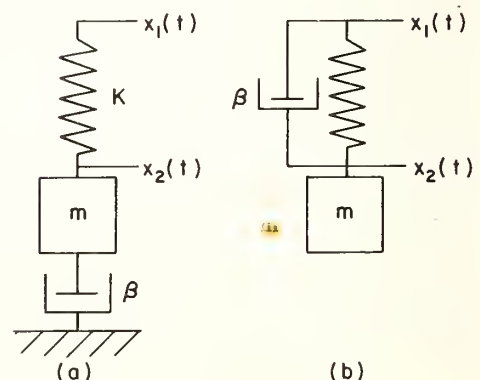 x₁(t)
K
x₂(t)
m
β
(a)
x₁(t)
β
x₂(t)
m
(b)